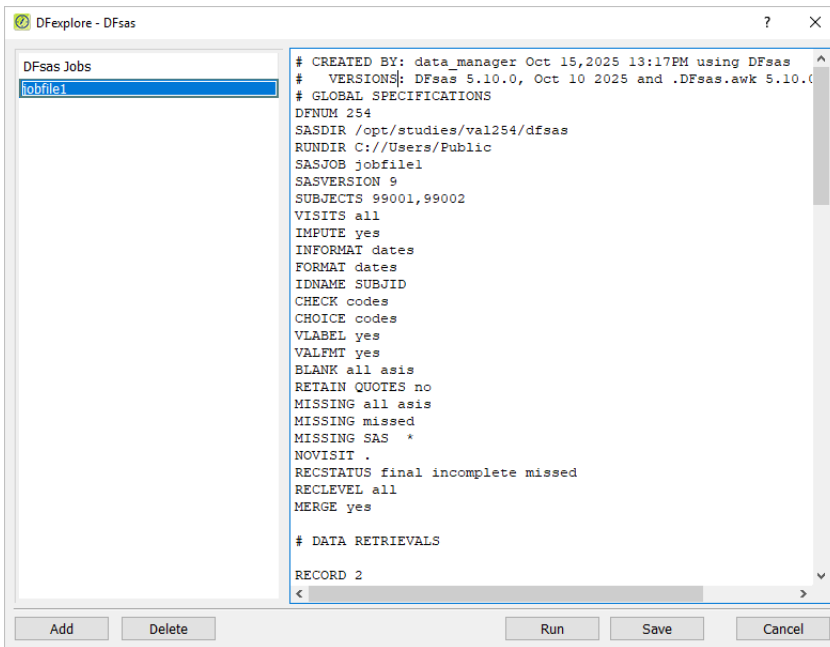 DFexplore - DFsas
? ×
DFsas Jobs
jobfile1
# CREATED BY: data_manager Oct 15,2025 13:17PM using DFsas
# VERSIONS: DFsas 5.10.0, Oct 10 2025 and .DFsas.awk 5.10.0
# GLOBAL SPECIFICATIONS
DFNUM 254
SASDIR /opt/studies/val254/dfsas
RUNDIR C://Users/Public
SASJOB jobfile1
SASVERSION 9
SUBJECTS 99001,99002
VISITS all
IMPUTE yes
INFORMAT dates
FORMAT dates
IDNAME SUBJID
CHECK codes
CHOICE codes
VLABEL yes
VALFMT yes
BLANK all asis
RETAIN QUOTES no
MISSING all asis
MISSING missed
MISSING SAS  *
NOVISIT .
RECSTATUS final incomplete missed
RECLEVEL all
MERGE yes
# DATA RETRIEVALS
RECORD 2
Add Delete Run Save Cancel